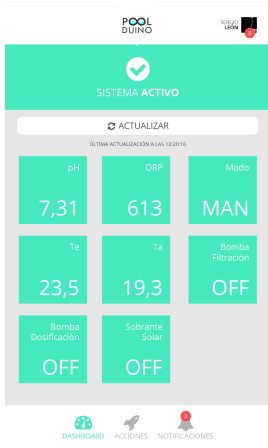 POOL
DUINO
SERGIO
LEÓN
3
SISTEMA ACTIVO
ACTUALIZAR
ÚLTIMA ACTUALIZACIÓN A LAS 13:20:16
pH
7,31
ORP
613
Modo
MAN
Te
23,5
Ta
19,3
Bomba
Filtración
OFF
Bomba
Dosificación
OFF
Sobrante
Solar
OFF
DASHBOARD
ACCIONES
3
NOTIFICACIONES